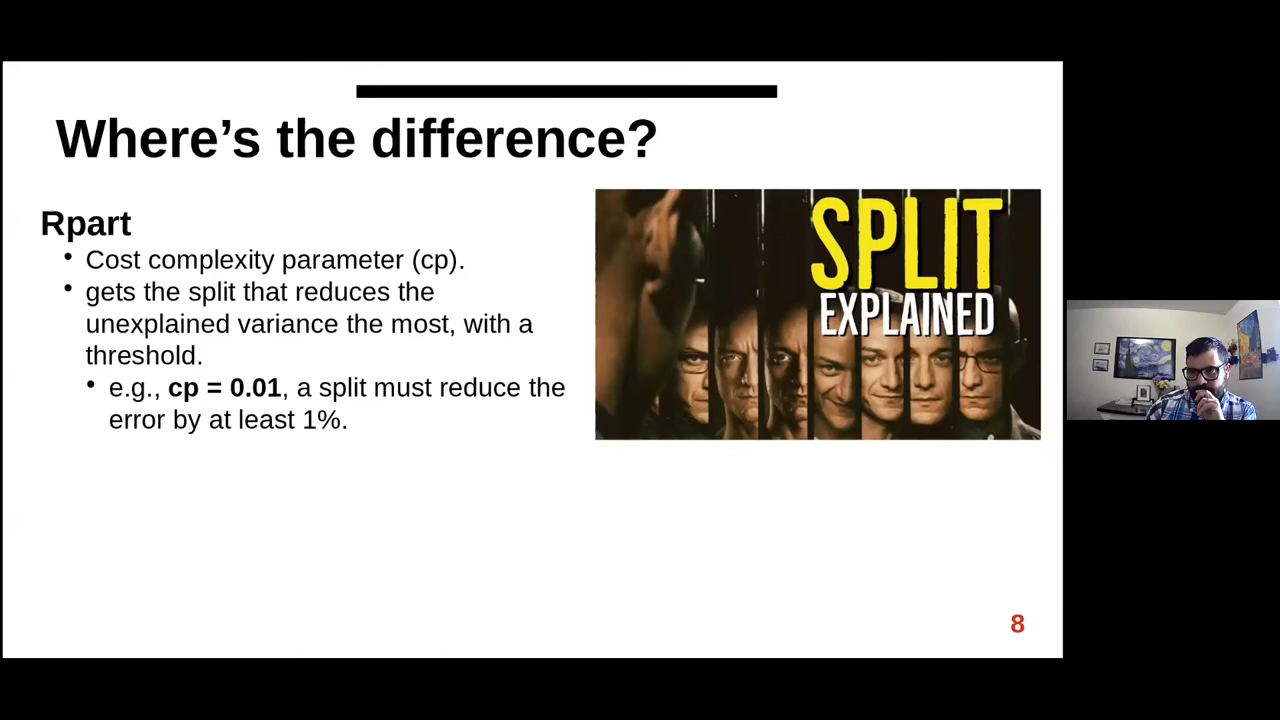 Where’s the difference?
Rpart
• Cost complexity parameter (cp).
• gets the split that reduces the
unexplained variance the most, with a
threshold.
• e.g., cp = 0.01, a split must reduce the
error by at least 1%.
SPLIT
EXPLAINED
8